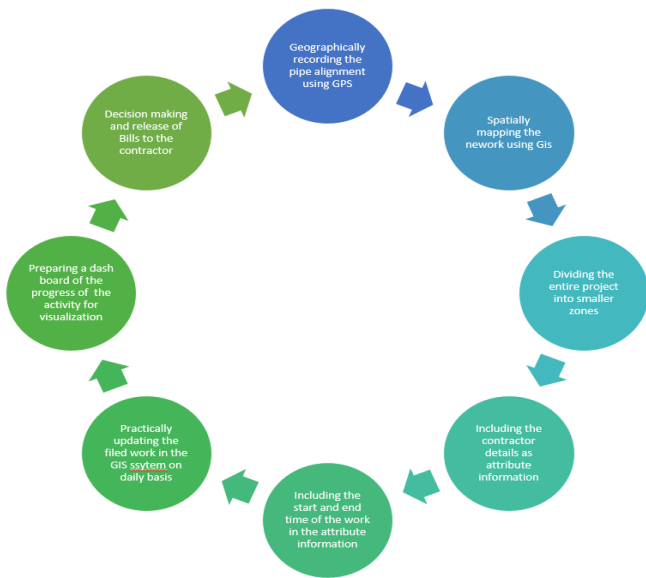 Geographically
recording the
pipe alignment
using GPS
Spatially
mapping the
nework using Gis
Dividing the
entire project
into smaller
zones
Including the
contractor
details as
attribute
information
Including the
start and end
time of the work
in the attribute
information
Practically
updating the
filed work in the
GIS ssytem on
daily basis
Preparing a dash
board of the
progress of  the
activity for
visualization
Decision making
and release of
Bills to the
contractor